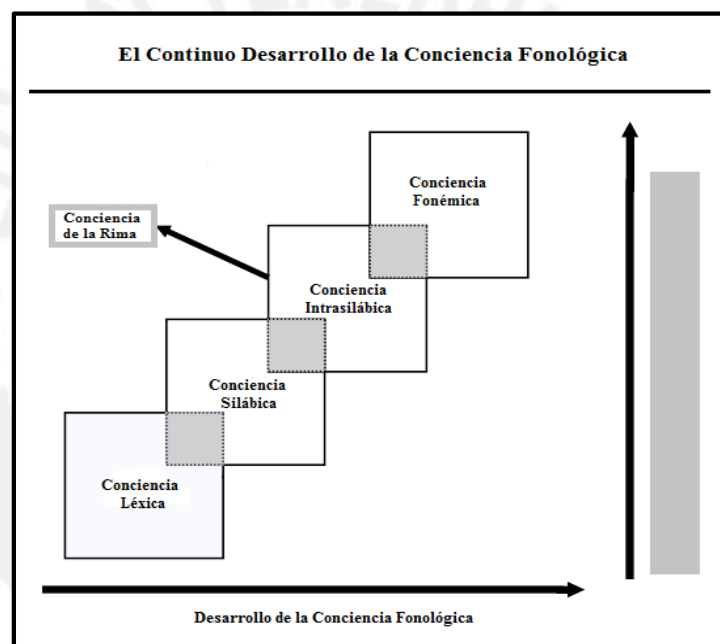 El Continuo Desarrollo de la Conciencia Fonológica
Conciencia
Fonémica
Conciencia
de la Rima
Conciencia
Intrasilábica
Conciencia
Silábica
Conciencia
Léxica
Desarrollo de la Conciencia Fonológica